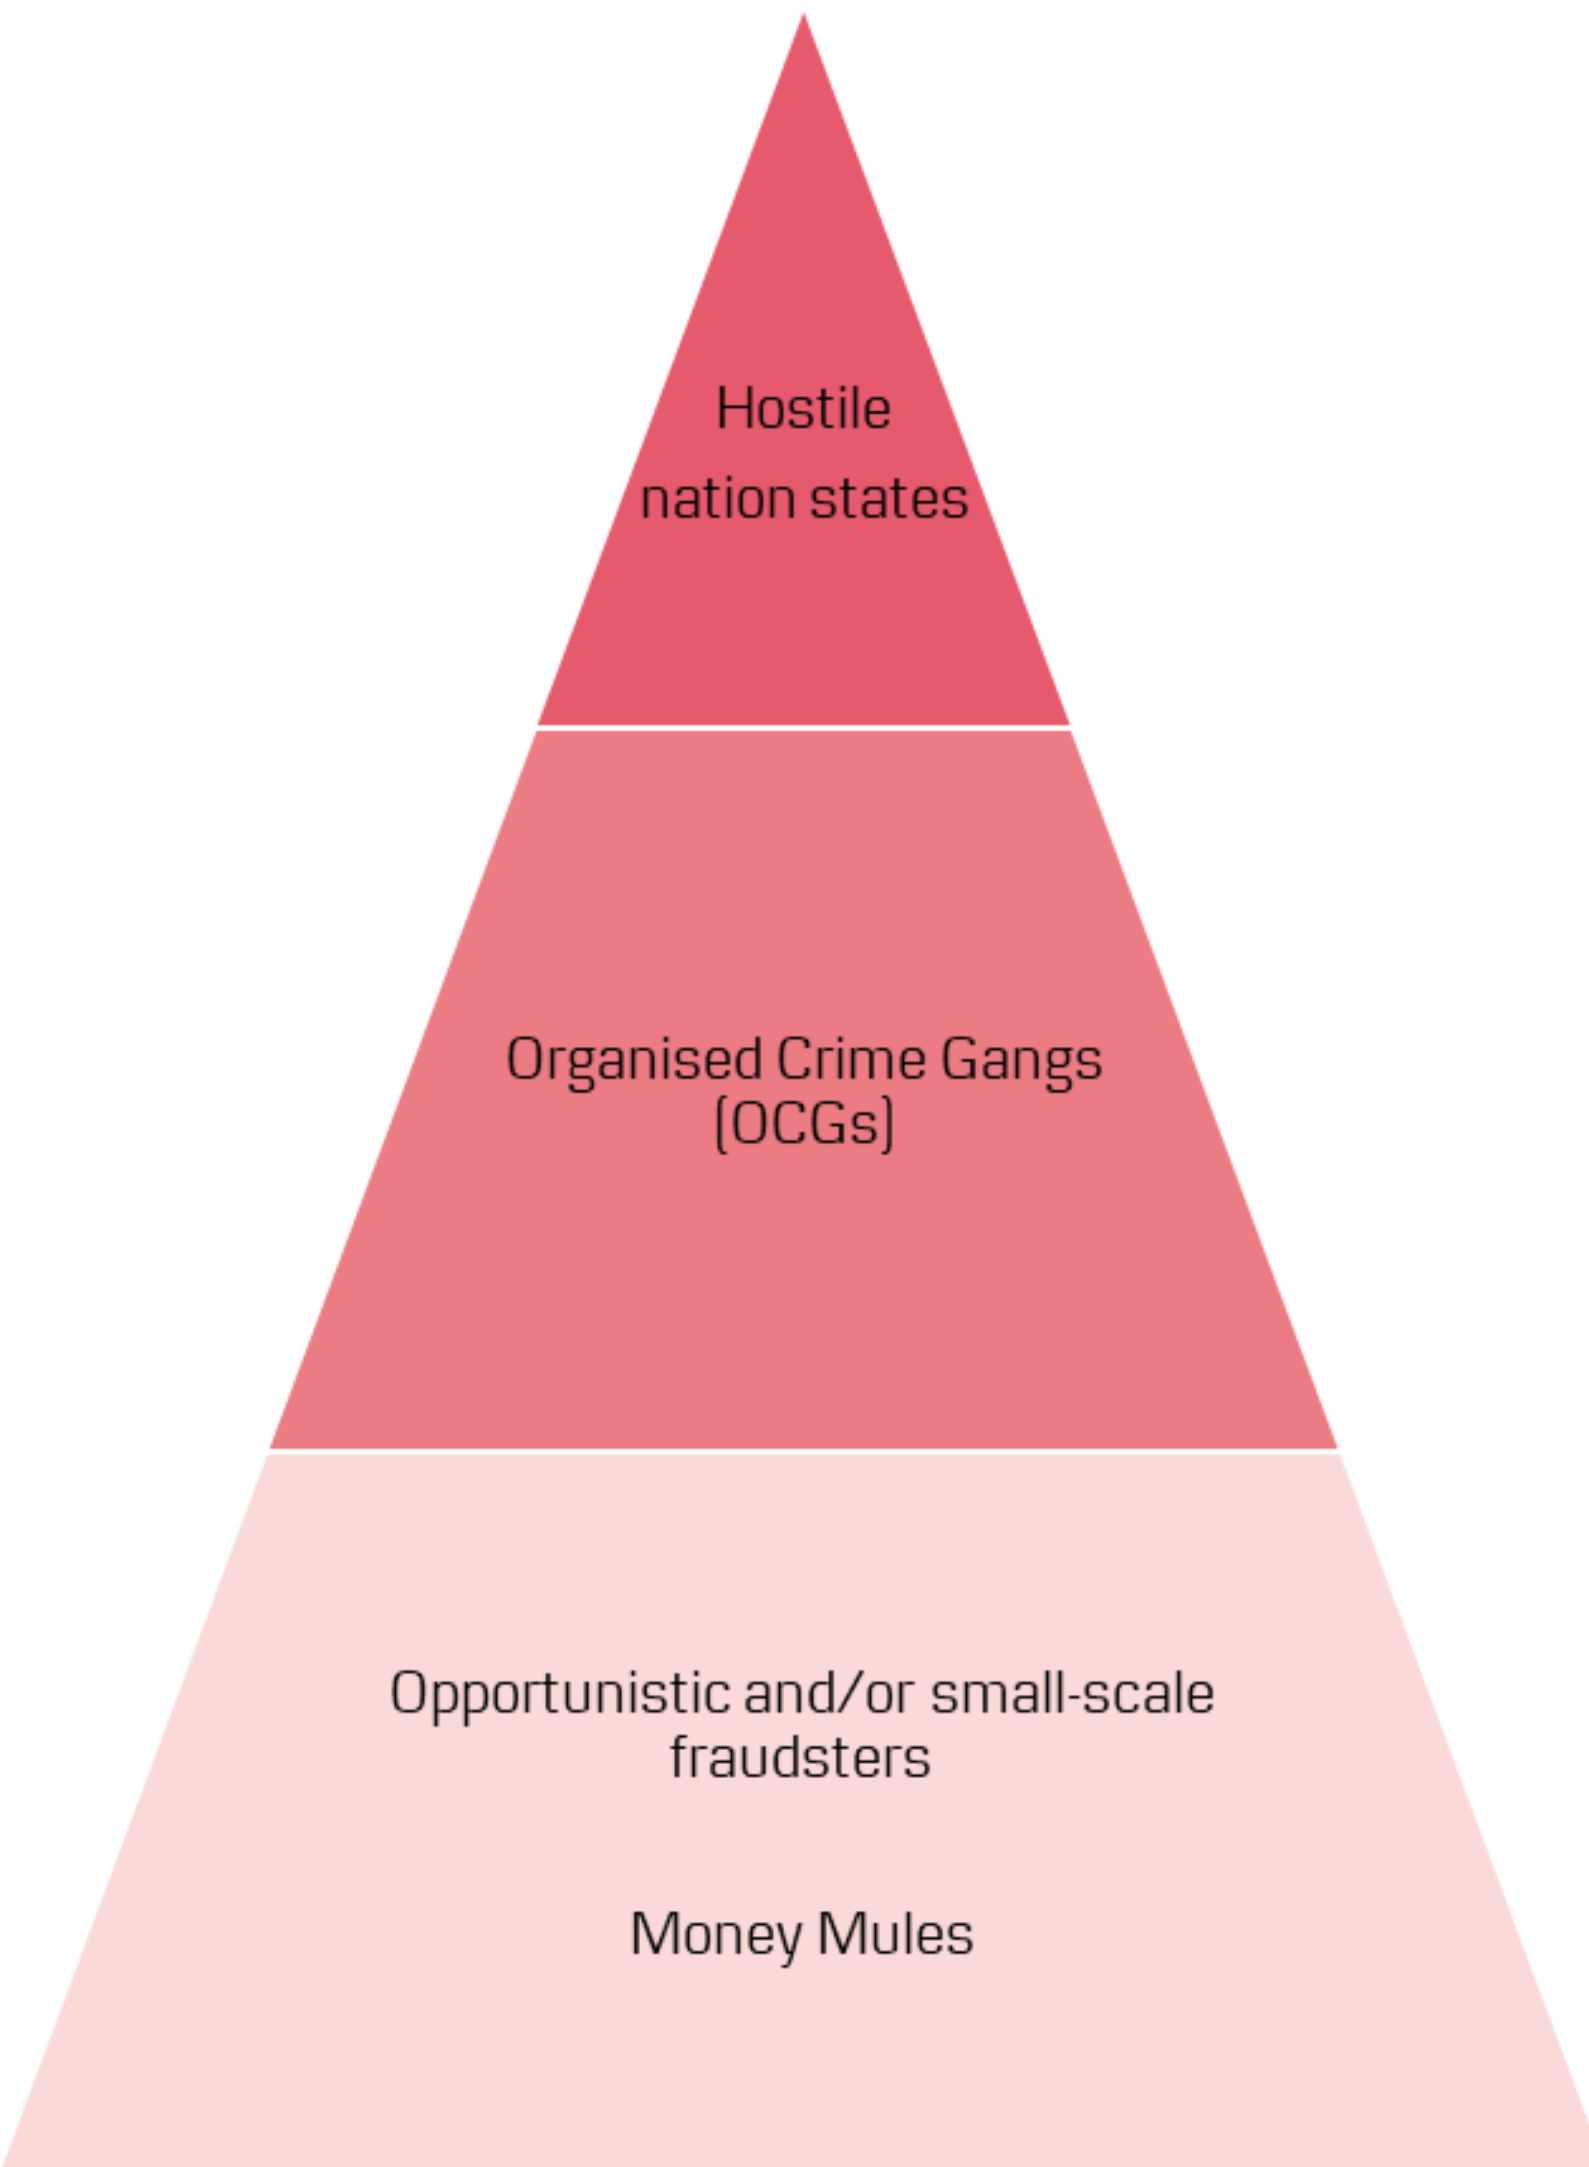 Hostile
nation states
Organised Crime Gangs
(OCGs)
Opportunistic and/or small-scale
fraudsters
Money Mules